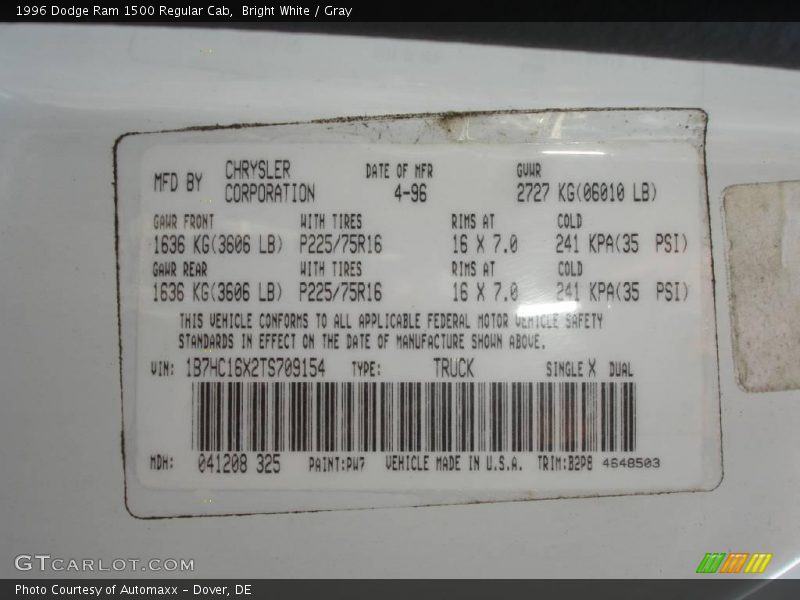 1996 Dodge Ram 1500 Regular Cab,  Bright White / Gray
MFD BY CHRYSLER CORPORATION DATE OF MFR 4-96 GVWR 2727 KG(06010 LB)
GAWR FRONT WITH TIRES RIMS AT COLD
1636 KG(3606 LB) P225/75R16 16 X 7.0 241 KPA(35 PSI)
GAWR REAR WITH TIRES RIMS AT COLD
1636 KG(3606 LB) P225/75R16 16 X 7.0 241 KPA(35 PSI)
THIS VEHICLE CONFORMS TO ALL APPLICABLE FEDERAL MOTOR VEHICLE SAFETY
STANDARDS IN EFFECT ON THE DATE OF MANUFACTURE SHOWN ABOVE.
VIN: 1B7HC16X2TS709154 TYPE: TRUCK SINGLE X DUAL
MDH: 041208 325 PAINT:PW7 VEHICLE MADE IN U.S.A. TRIM:B2P8 4648503
GTCARLOT.COM
Photo Courtesy of Automaxx - Dover, DE